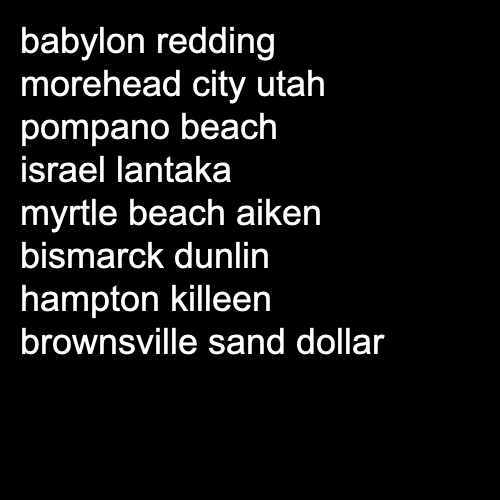 babylon redding
morehead city utah
pompano beach
israel lantaka
myrtle beach aiken
bismarck dunlin
hampton killeen
brownsville sand dollar